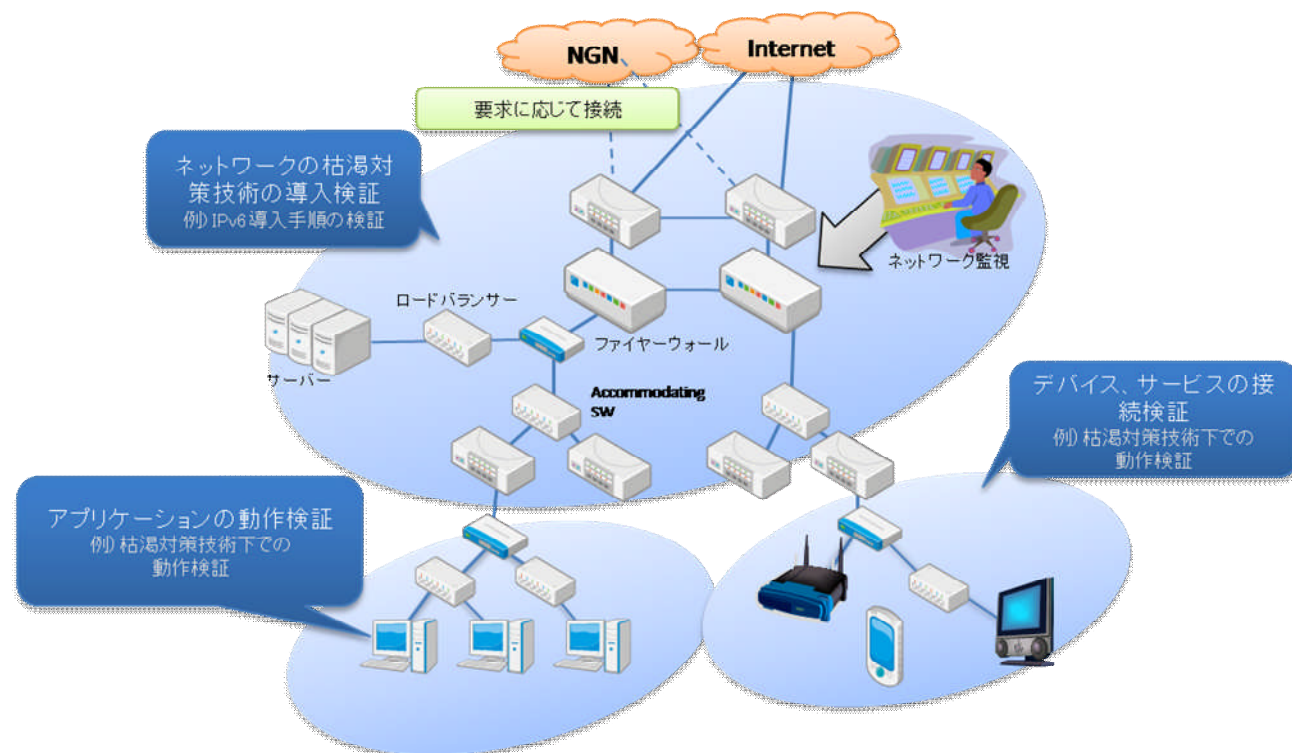 NGN
Internet
要求に応じて接続
ネットワークの枯渇対
策技術の導入検証
例) IPv6導入手順の検証
ネットワーク監視
ロードバランサー
ファイヤーウォール
サーバー
Accommodating
SW
デバイス、サービスの接
続検証
例) 枯渇対策技術下での
動作検証
アプリケーションの動作検証
例) 枯渇対策技術下での
動作検証